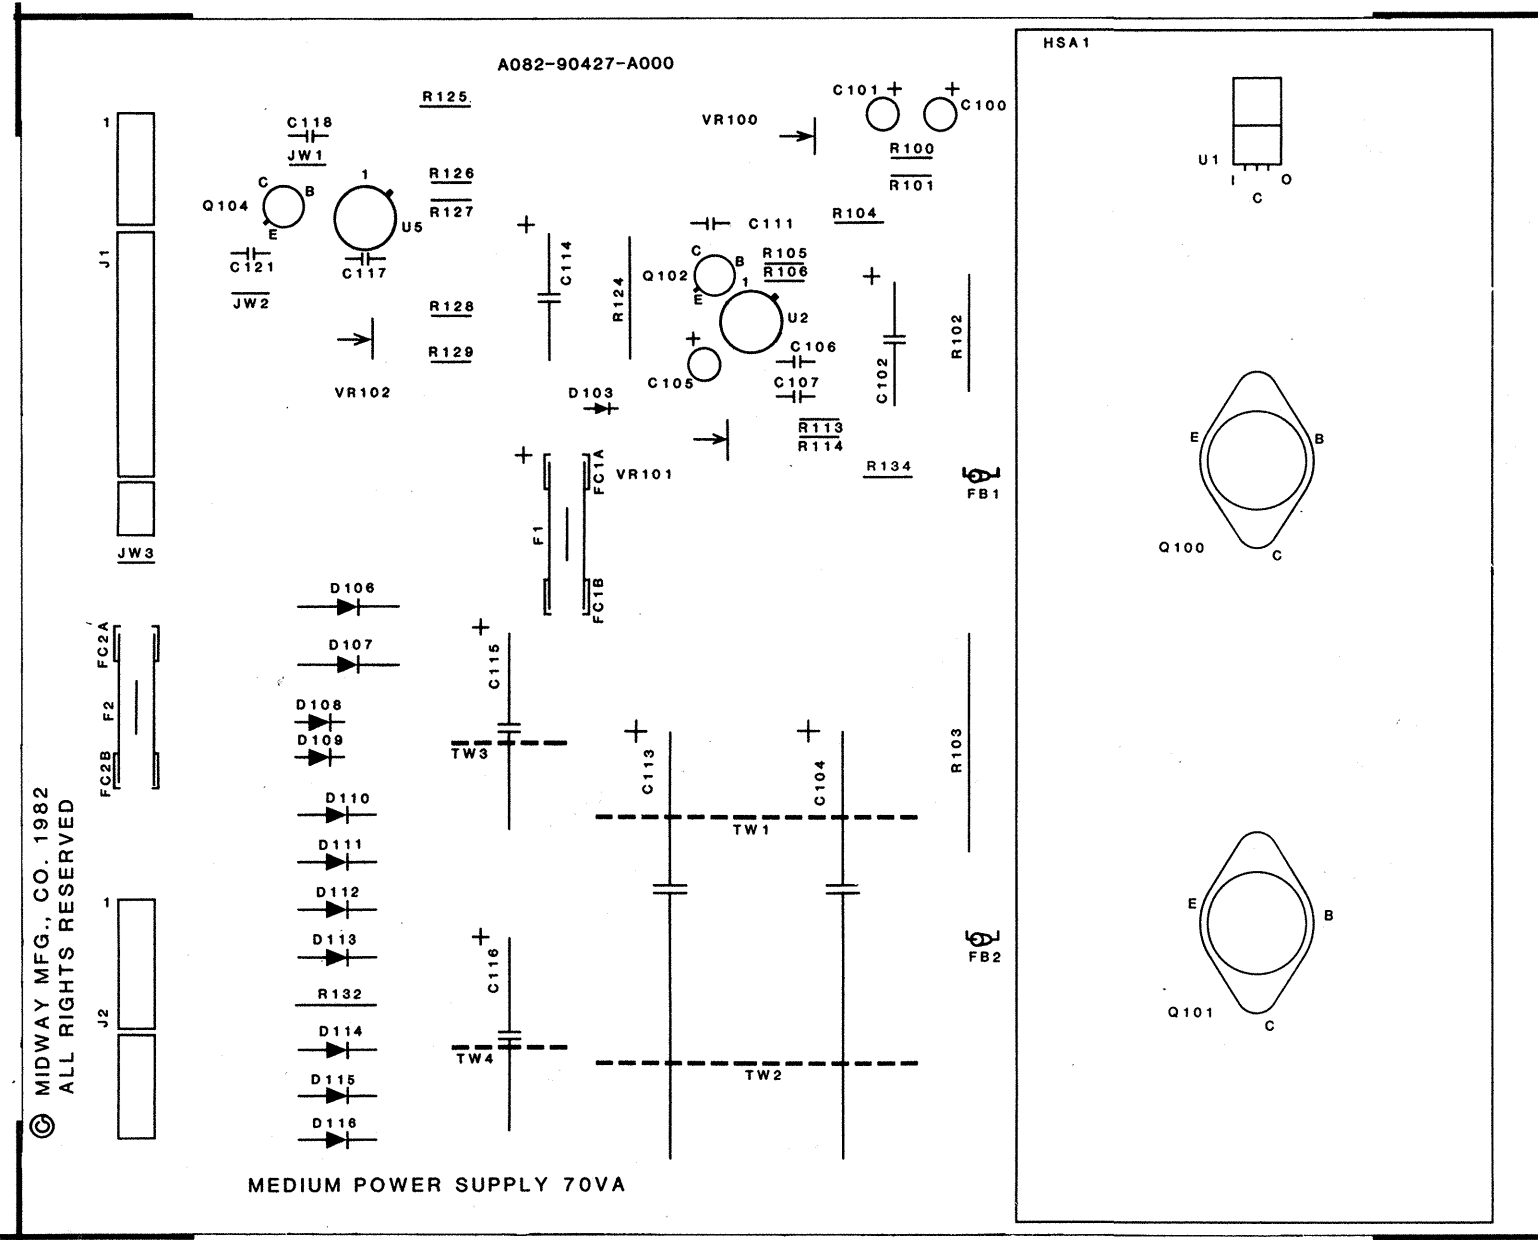 A082-90427-A000
HSA1
R125
C101 +
+ C100
1
C118
VR100
JW1
R100
R101
U1
I
O
C
1
R126
R127
C
B
Q104
E
U5
C121
C117
JW2
J1
+
C114
R124
C111
R104
C
B
Q102
E
R105
R106
1
U2
+
C102
R102
R128
R129
VR102
+
C105
C106
C107
D103
R113
R114
R134
FB1
VR101
+
FC1A
F1
FC1B
E
B
Q100
C
JW3
D106
D107
D108
D109
FC2A
F2
FC2B
+
C115
TW3
+
C113
+
C104
R103
TW1
D110
D111
D112
D113
R132
D114
D115
D116
1
J2
+
C116
TW4
TW2
FB2
E
B
Q101
C
© MIDWAY MFG., CO. 1982
ALL RIGHTS RESERVED
MEDIUM POWER SUPPLY 70VA